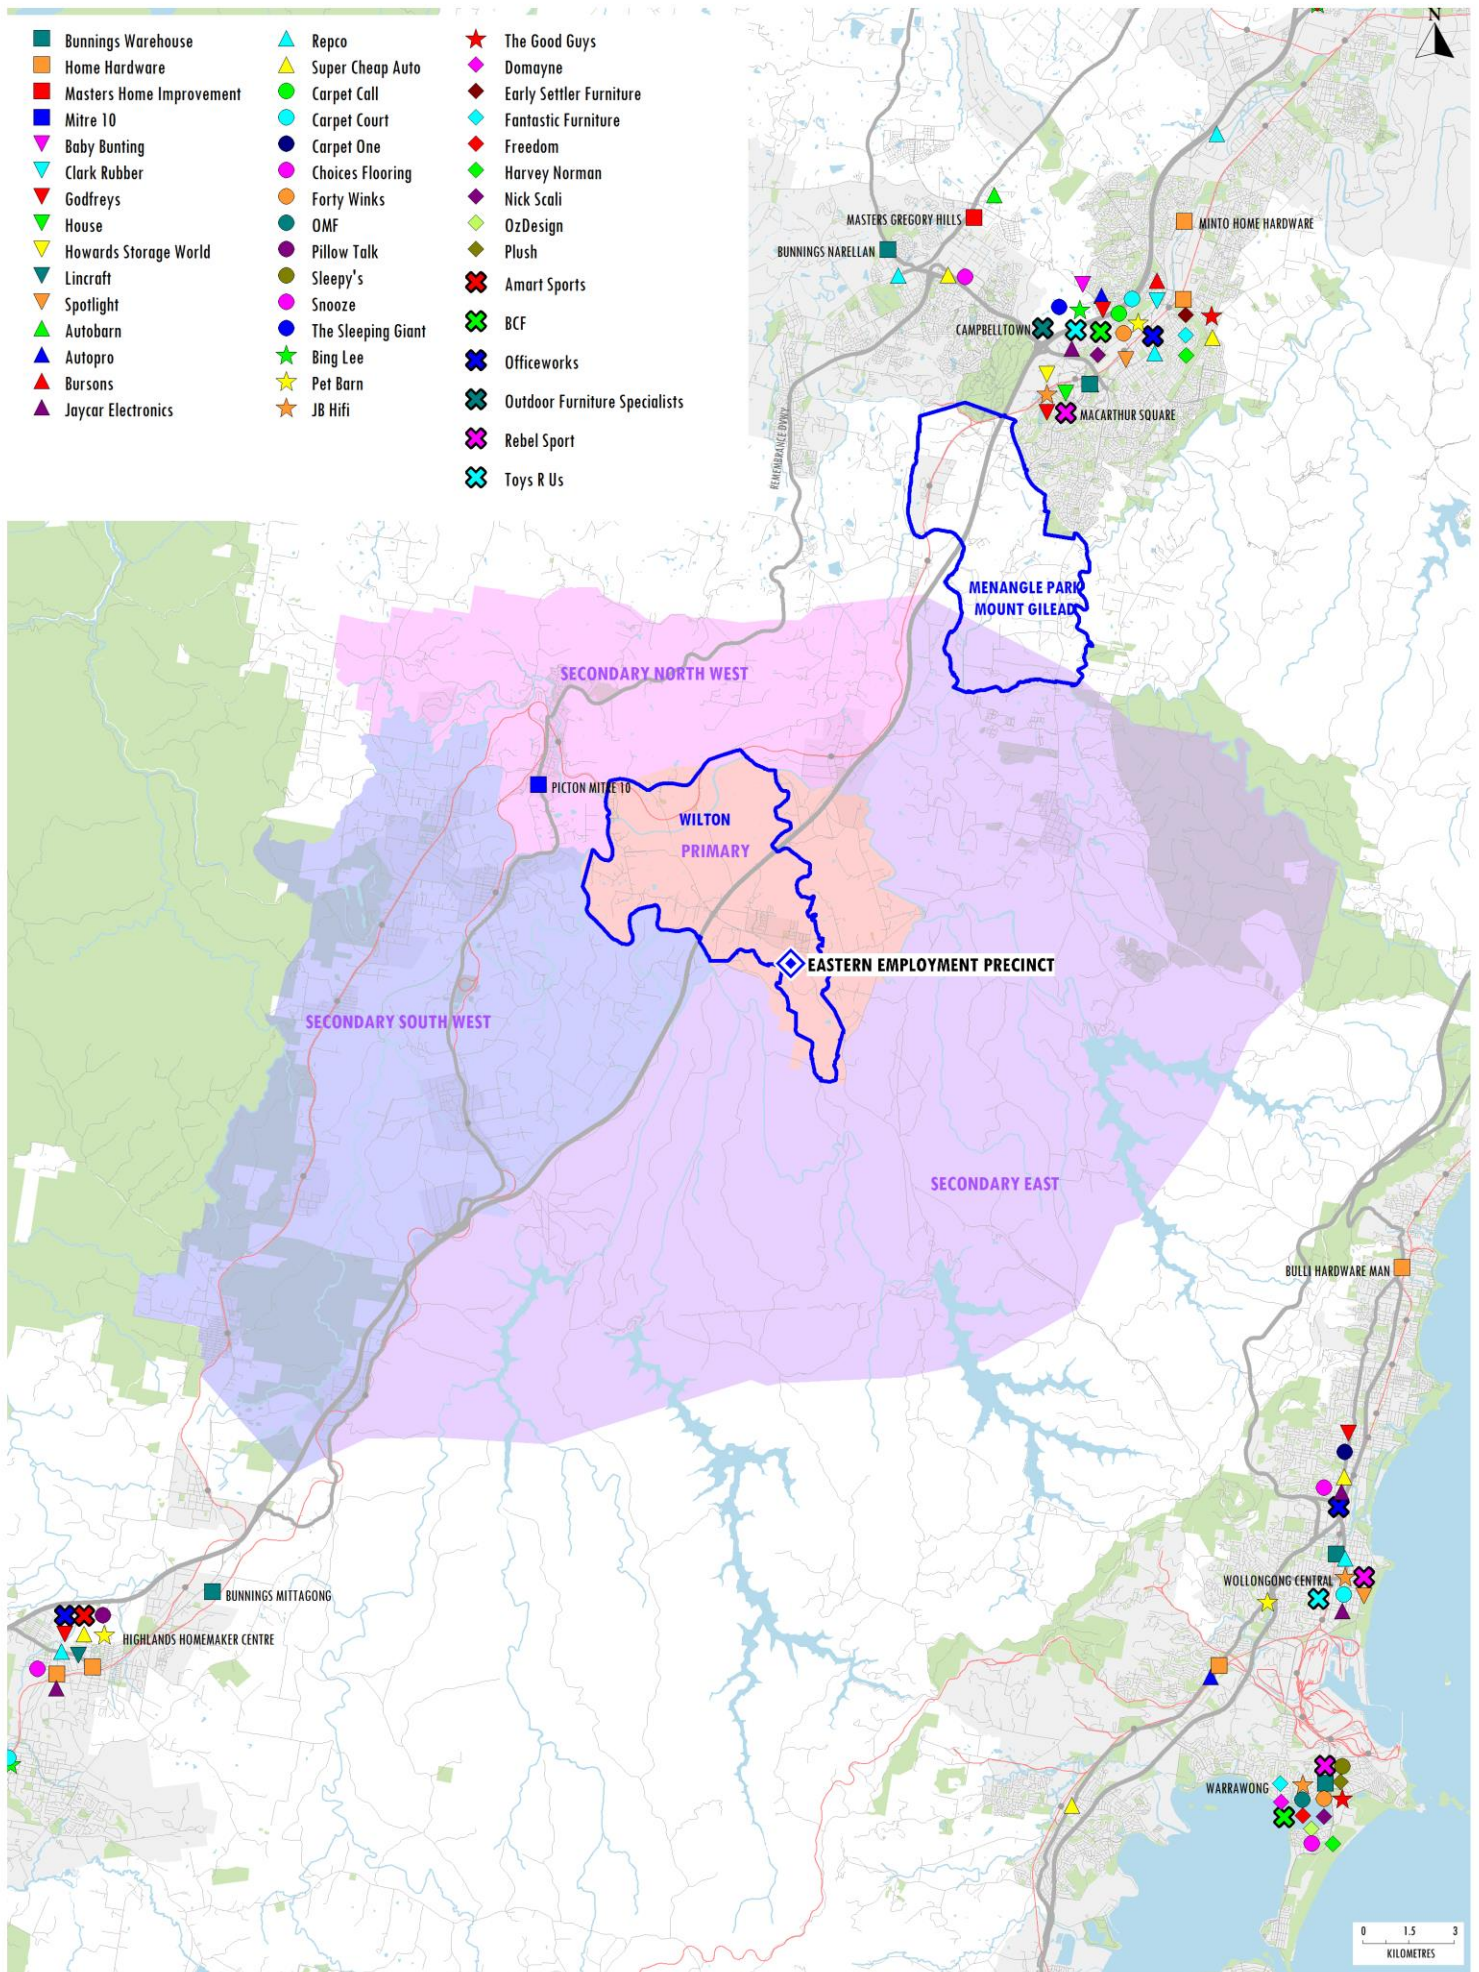 Bunnings Warehouse
Home Hardware
Masters Home Improvement
Mitre 10
Baby Bunting
Clark Rubber
Godfreys
House
Howards Storage World
Lincraft
Spotlight
Autobarn
Autopro
Bursons
Jaycar Electronics
Repco
Super Cheap Auto
Carpet Call
Carpet Court
Carpet One
Choices Flooring
Forty Winks
OMF
Pillow Talk
Sleepy's
Snooze
The Sleeping Giant
Bing Lee
Pet Barn
JB Hifi
The Good Guys
Domayne
Early Settler Furniture
Fantastic Furniture
Freedom
Harvey Norman
Nick Scali
OzDesign
Plush
Amart Sports
BCF
Officeworks
Outdoor Furniture Specialists
Rebel Sport
Toys R Us
N
MASTERS GREGORY HILLS
MINTO HOME HARDWARE
BUNNINGS NARELLAN
CAMPBELLTOWN
MACARTHUR SQUARE
REMEMBRANCE DVWY
MENANGLE PARK
MOUNT GILEAD
SECONDARY NORTH WEST
PICTON MITRE 10
WILTON
PRIMARY
EASTERN EMPLOYMENT PRECINCT
SECONDARY SOUTH WEST
SECONDARY EAST
BULLI HARDWARE MAN
WOLLONGONG CENTRAL
BUNNINGS MITTAGONG
HIGHLANDS HOMEMAKER CENTRE
WARRAWONG
0 1.5 3
KILOMETRES